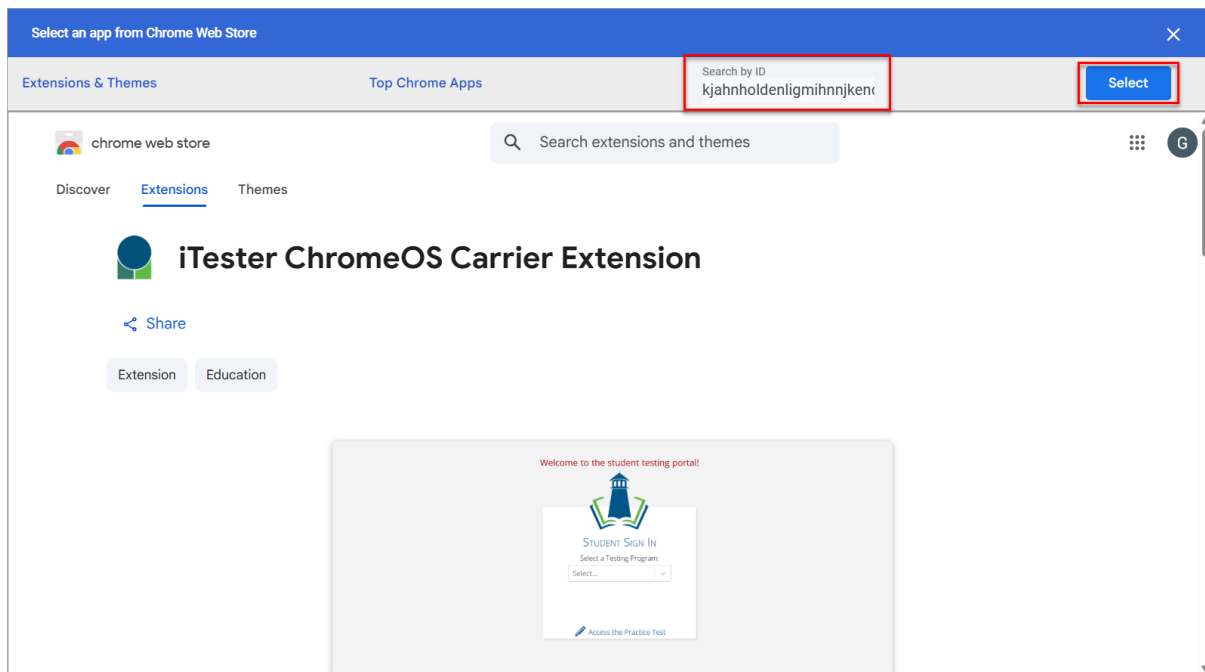 Select an app from Chrome Web Store
Extensions & Themes
Top Chrome Apps
Search by ID
kjahnholdenligmihnnjkenc
Select
chrome web store
Search extensions and themes
G
Discover
Extensions
Themes
iTester ChromeOS Carrier Extension
Share
Extension
Education
Welcome to the student testing portal!
STUDENT SIGN IN
Select a Testing Program:
Select...
Access the Practice Test